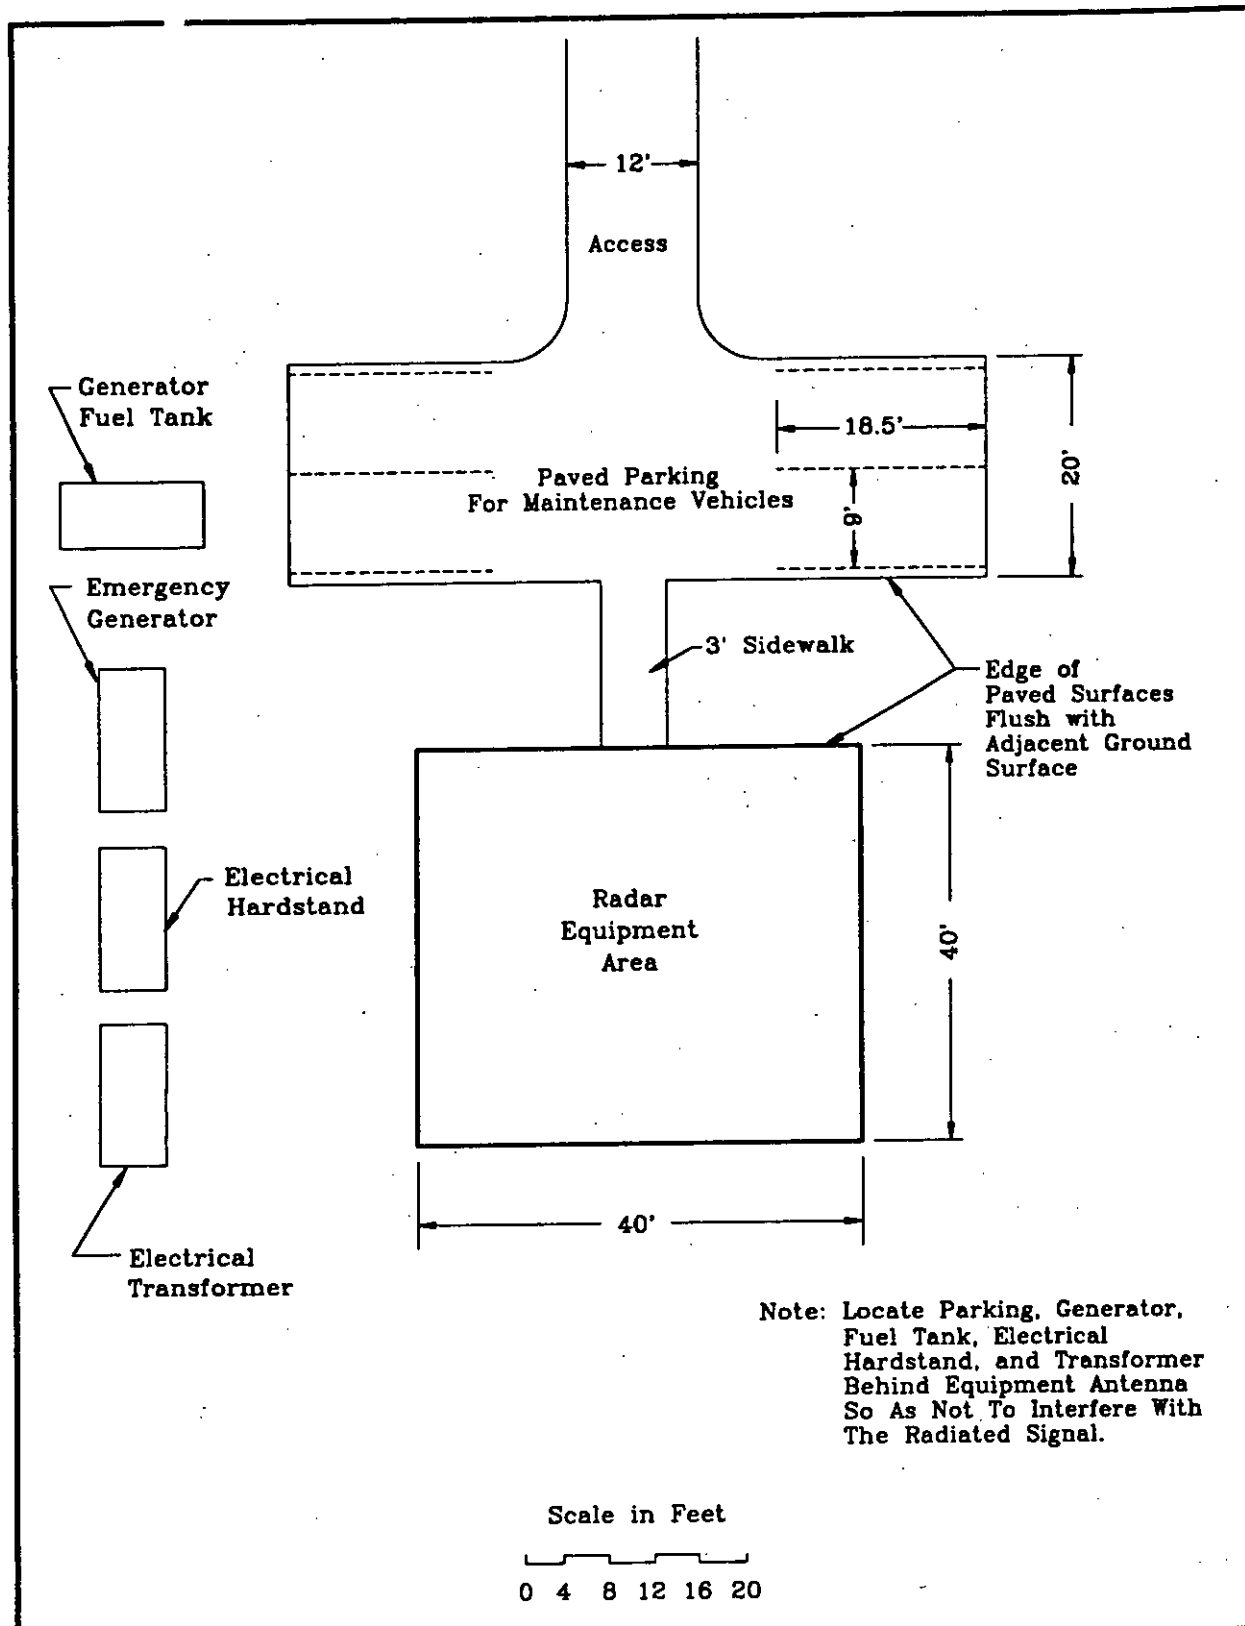 12'
Access
Generator
Fuel Tank
18.5'
20'
Paved Parking
For Maintenance Vehicles
9'
Emergency
Generator
3' Sidewalk
Edge of
Paved Surfaces
Flush with
Adjacent Ground
Surface
Electrical
Hardstand
Radar
Equipment
Area
40'
40'
Electrical
Transformer
Note: Locate Parking, Generator,
Fuel Tank, Electrical
Hardstand, and Transformer
Behind Equipment Antenna
So As Not To Interfere With
The Radiated Signal.
Scale in Feet
0 4 8 12 16 20